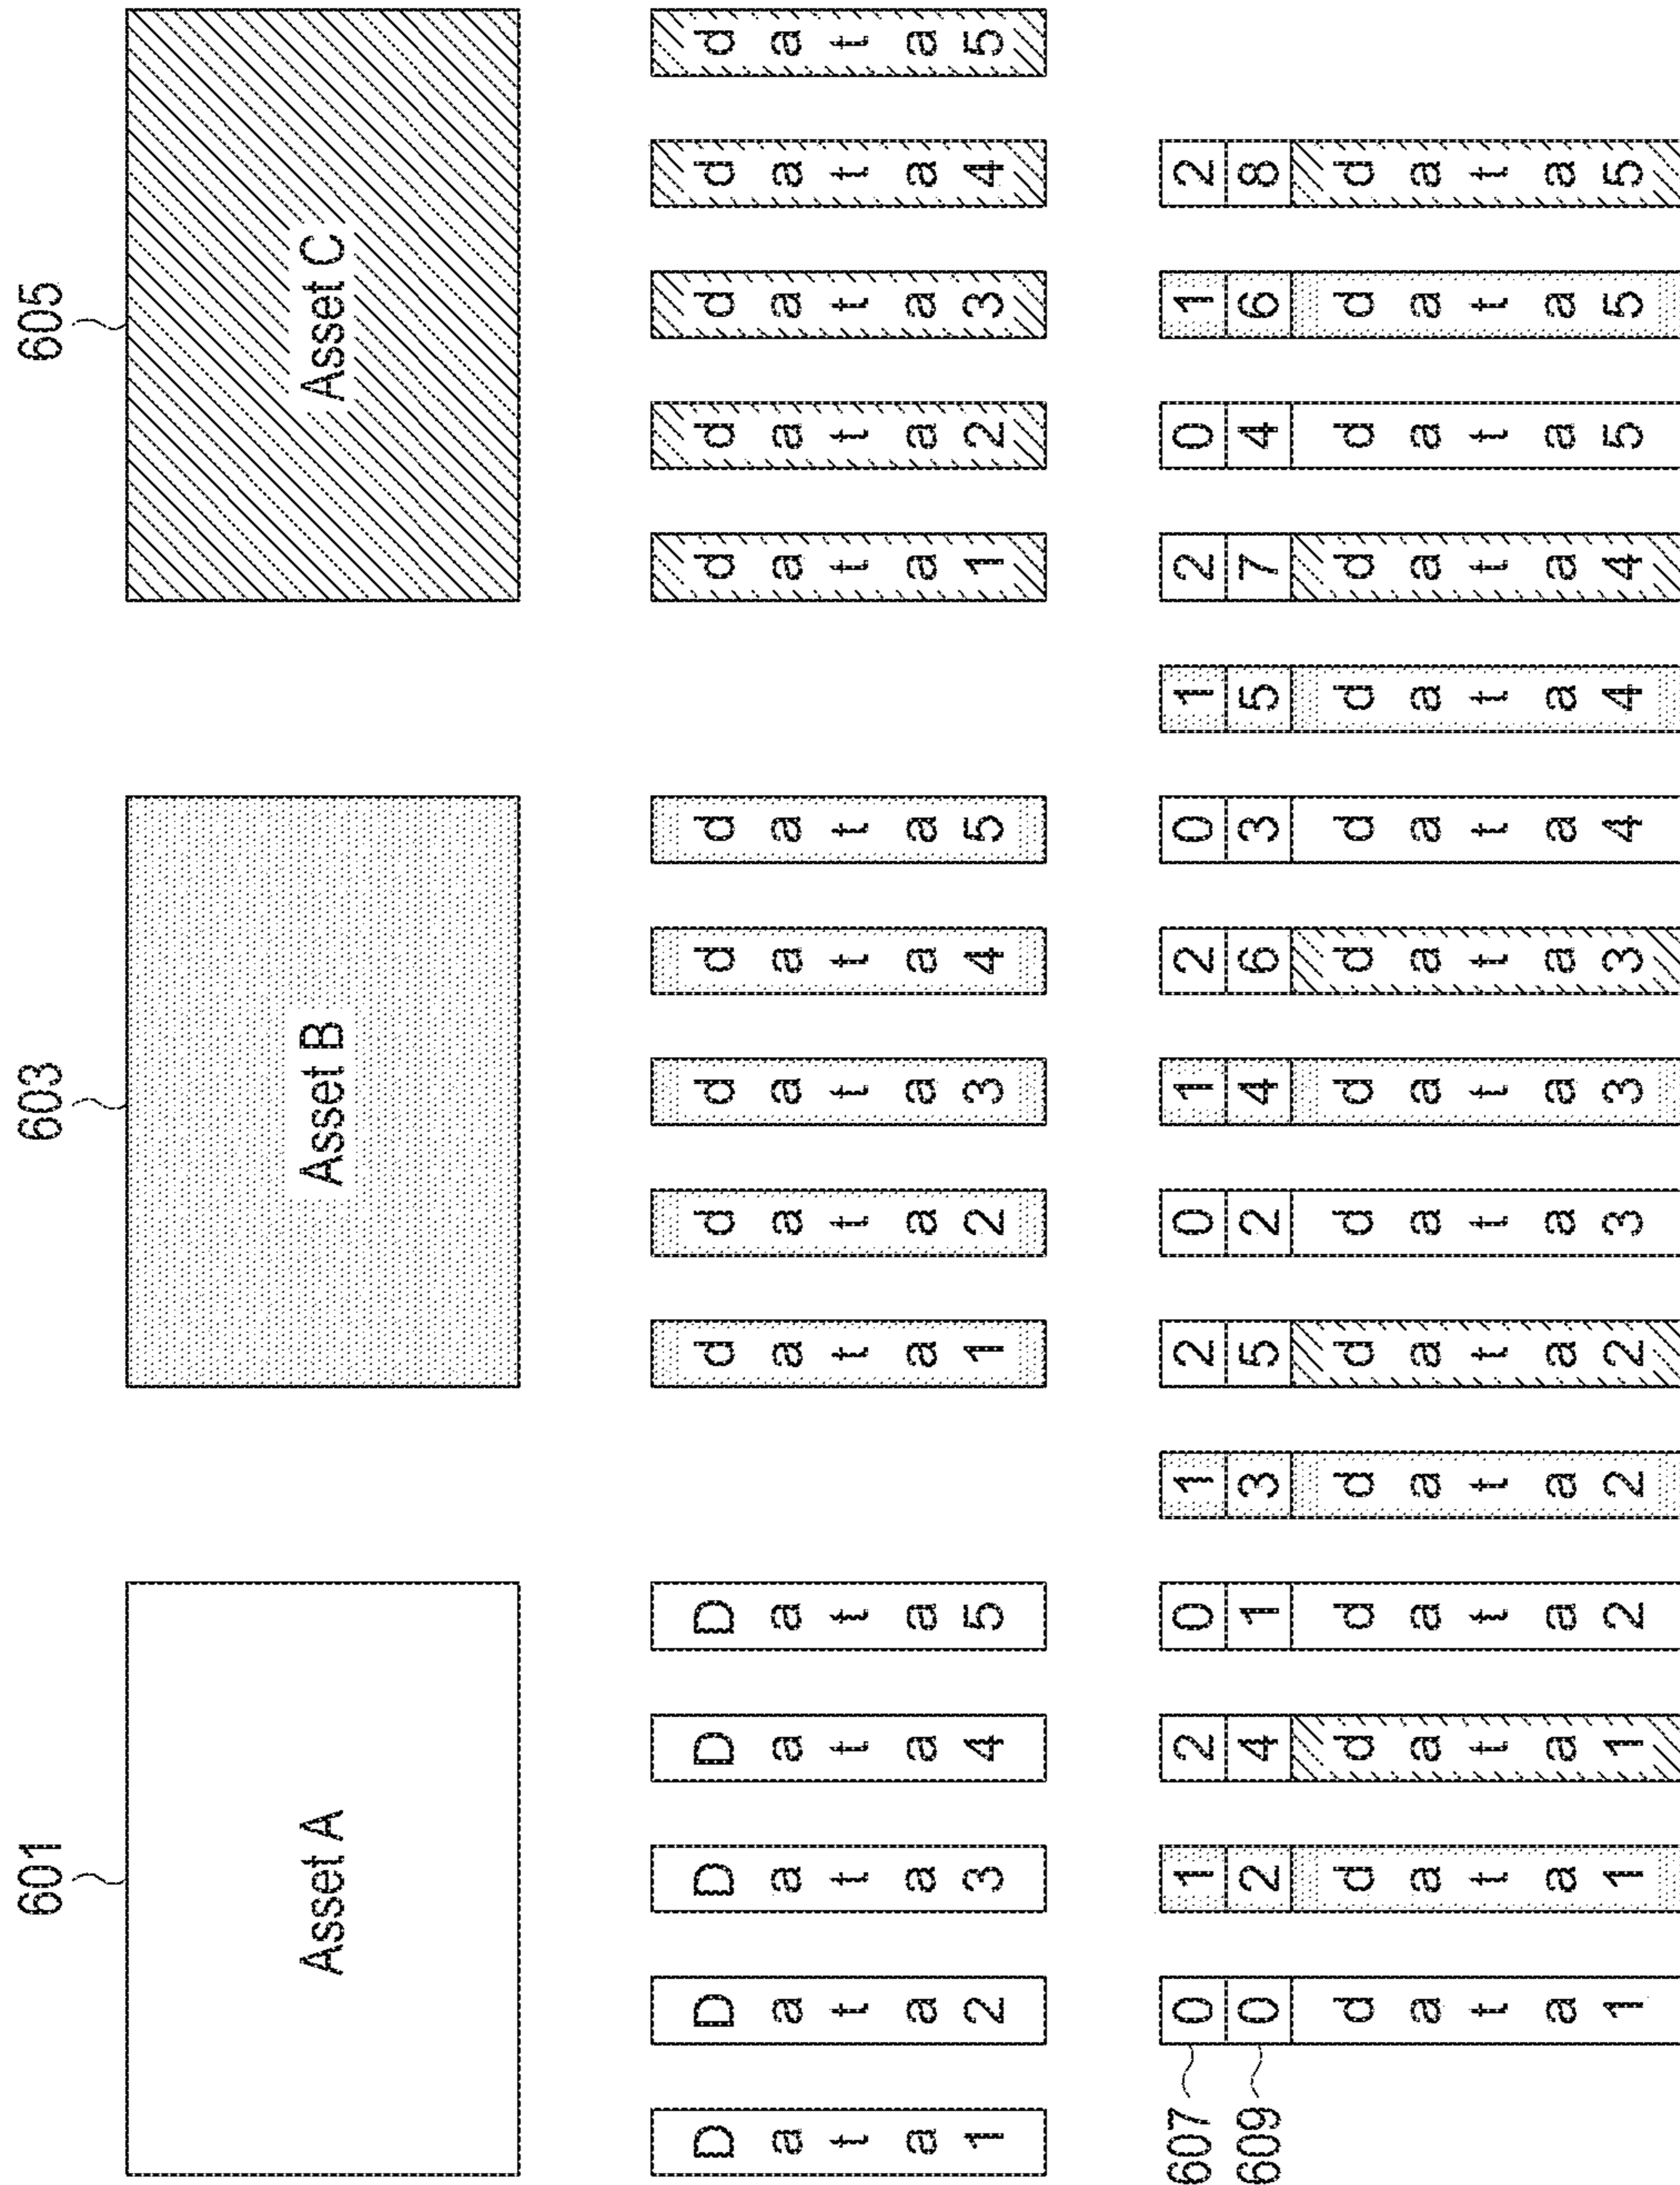 601
603
605
Asset A
Asset B
Asset C
Data1
Data2
Data3
Data4
Data5
data1
data2
data3
data4
data5
data1
data2
data3
data4
data5
607 0 1 2 0 1 2 0 1 2 0 1 2 0 1 2
609 0 2 4 1 3 5 2 4 6 3 5 7 4 6 8
data1
data1
data1
data2
data2
data2
data3
data3
data3
data4
data4
data4
data5
data5
data5